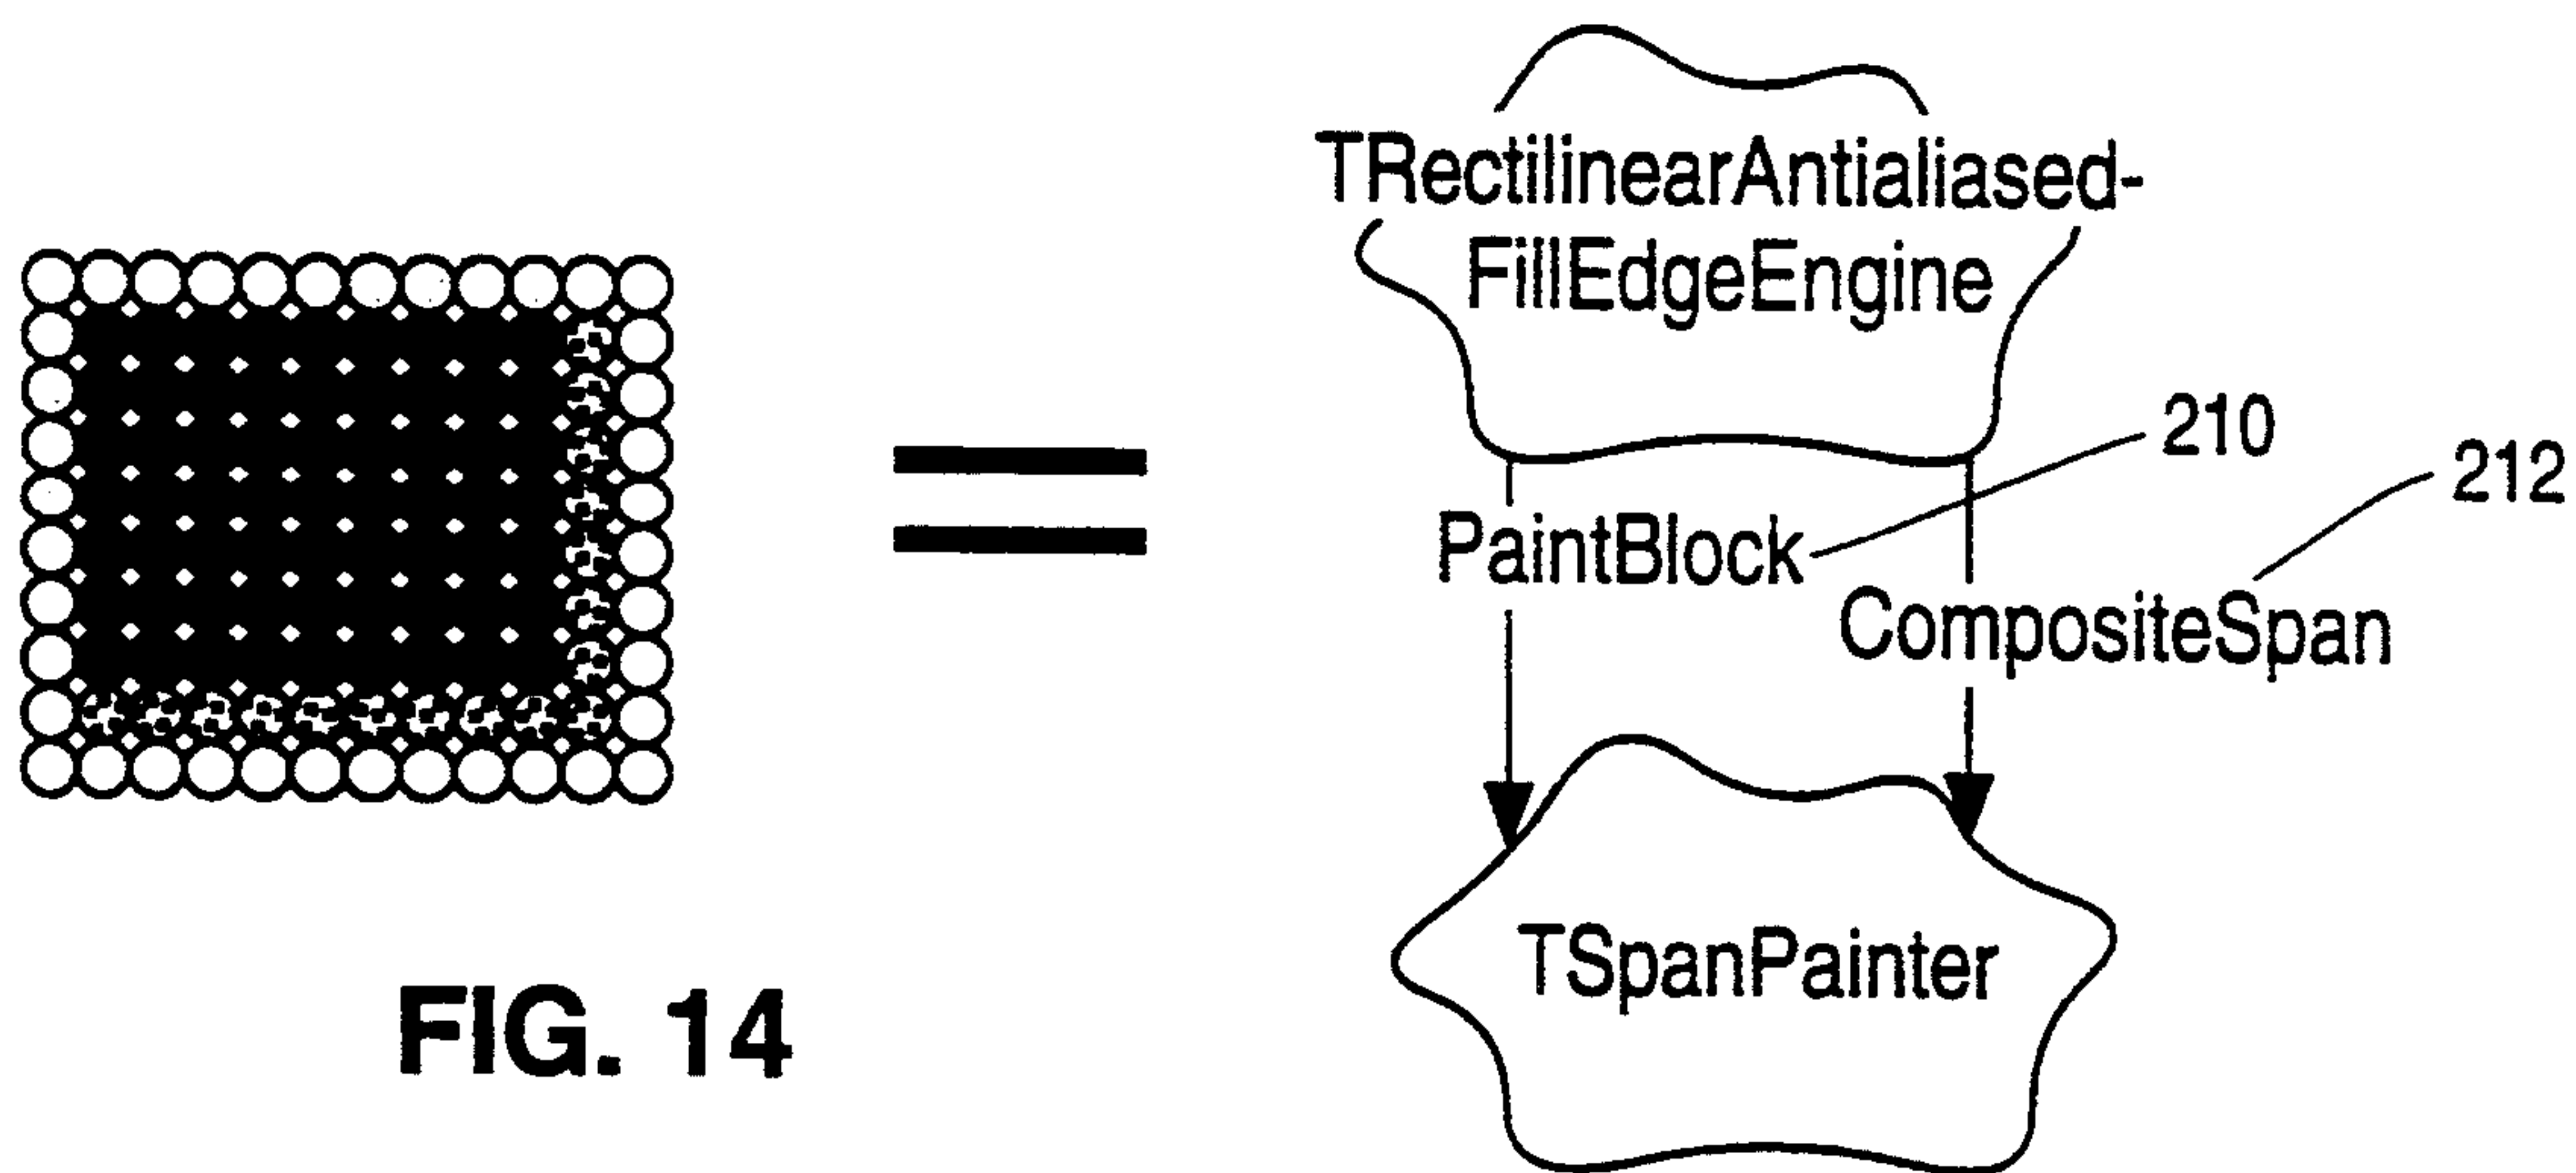 TRectilinearAntialiased-
FillEdgeEngine
210
212
PaintBlock
CompositeSpan
TSpanPainter
FIG. 14